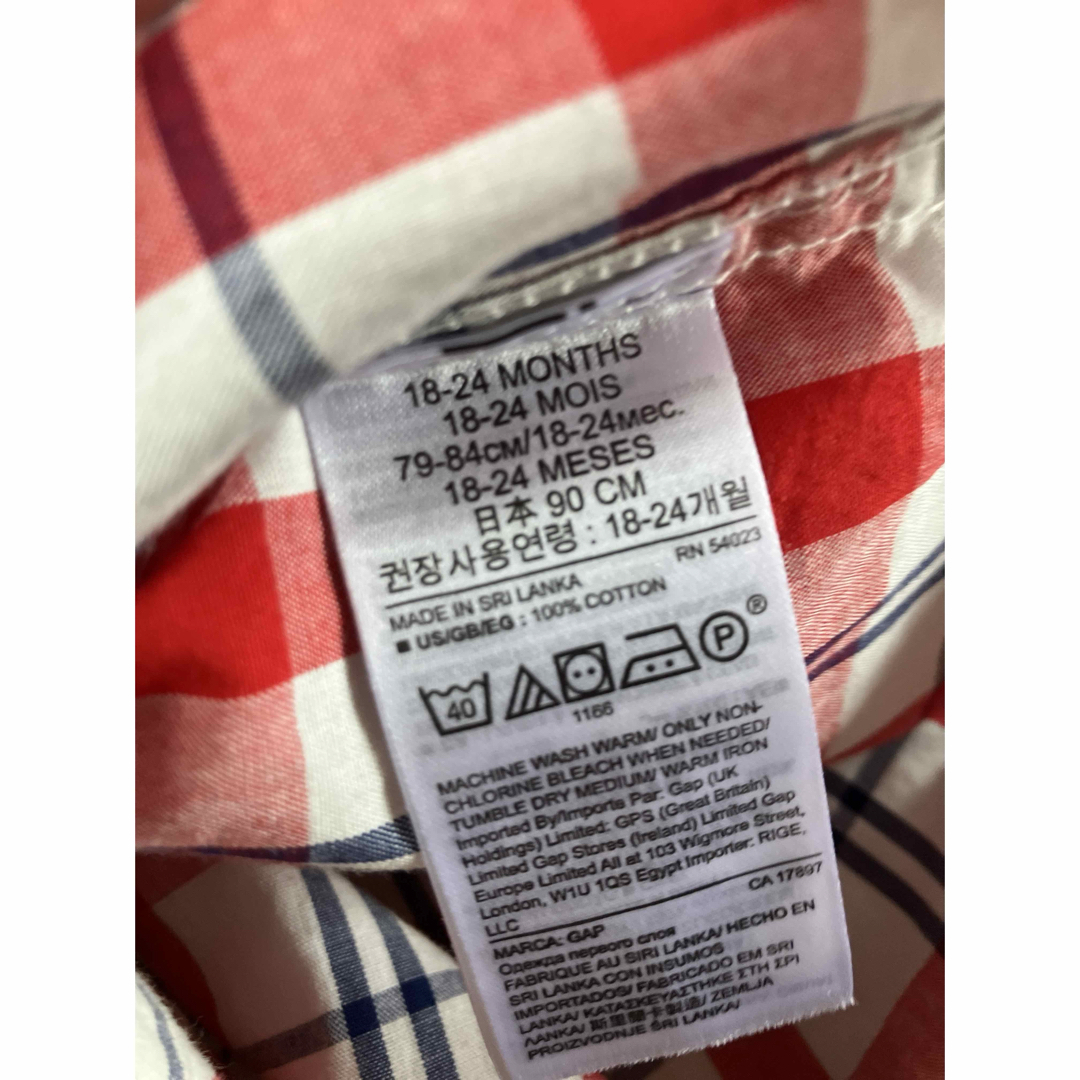 18-24 MONTHS
18-24 MOIS
79-84см/18-24мес.
18-24 MESES
日本 90 CM
권장사용연령 : 18-24개월
RN 54023
MADE IN SRI LANKA
■ US/GB/EG : 100% COTTON
40
P
®
1166
MACHINE WASH WARM/ ONLY NON-
CHLORINE BLEACH WHEN NEEDED/
TUMBLE DRY MEDIUM/ WARM IRON
Imported By/Importe Par. Gap (UK
Holdings) Limited: GPS (Great Britain)
Limited Gap Stores (Ireland) Limited Gap
Europe Limited All at 103 Wigmore Street,
London, W1U 1QS Egypt Importer: RIGE,
LLC
CA 17897
MARCA: GAP
Одежда первого слоя
FABRIQUE AU SIRI LANKA/ HECHO EN
SRI LANKA CON INSUMOS
IMPORTADOS/ FABRICADO EM SRI
LANKA/ ΚΑΤΑΣΚΕΥΑΣΤΗΚΕ ΣΤΗ ΣΡΙ
ΛΑΝΚΑ/ 斯里蘭卡製造/ ZEMLJA
PROIZVODNJE SRI LANKA/